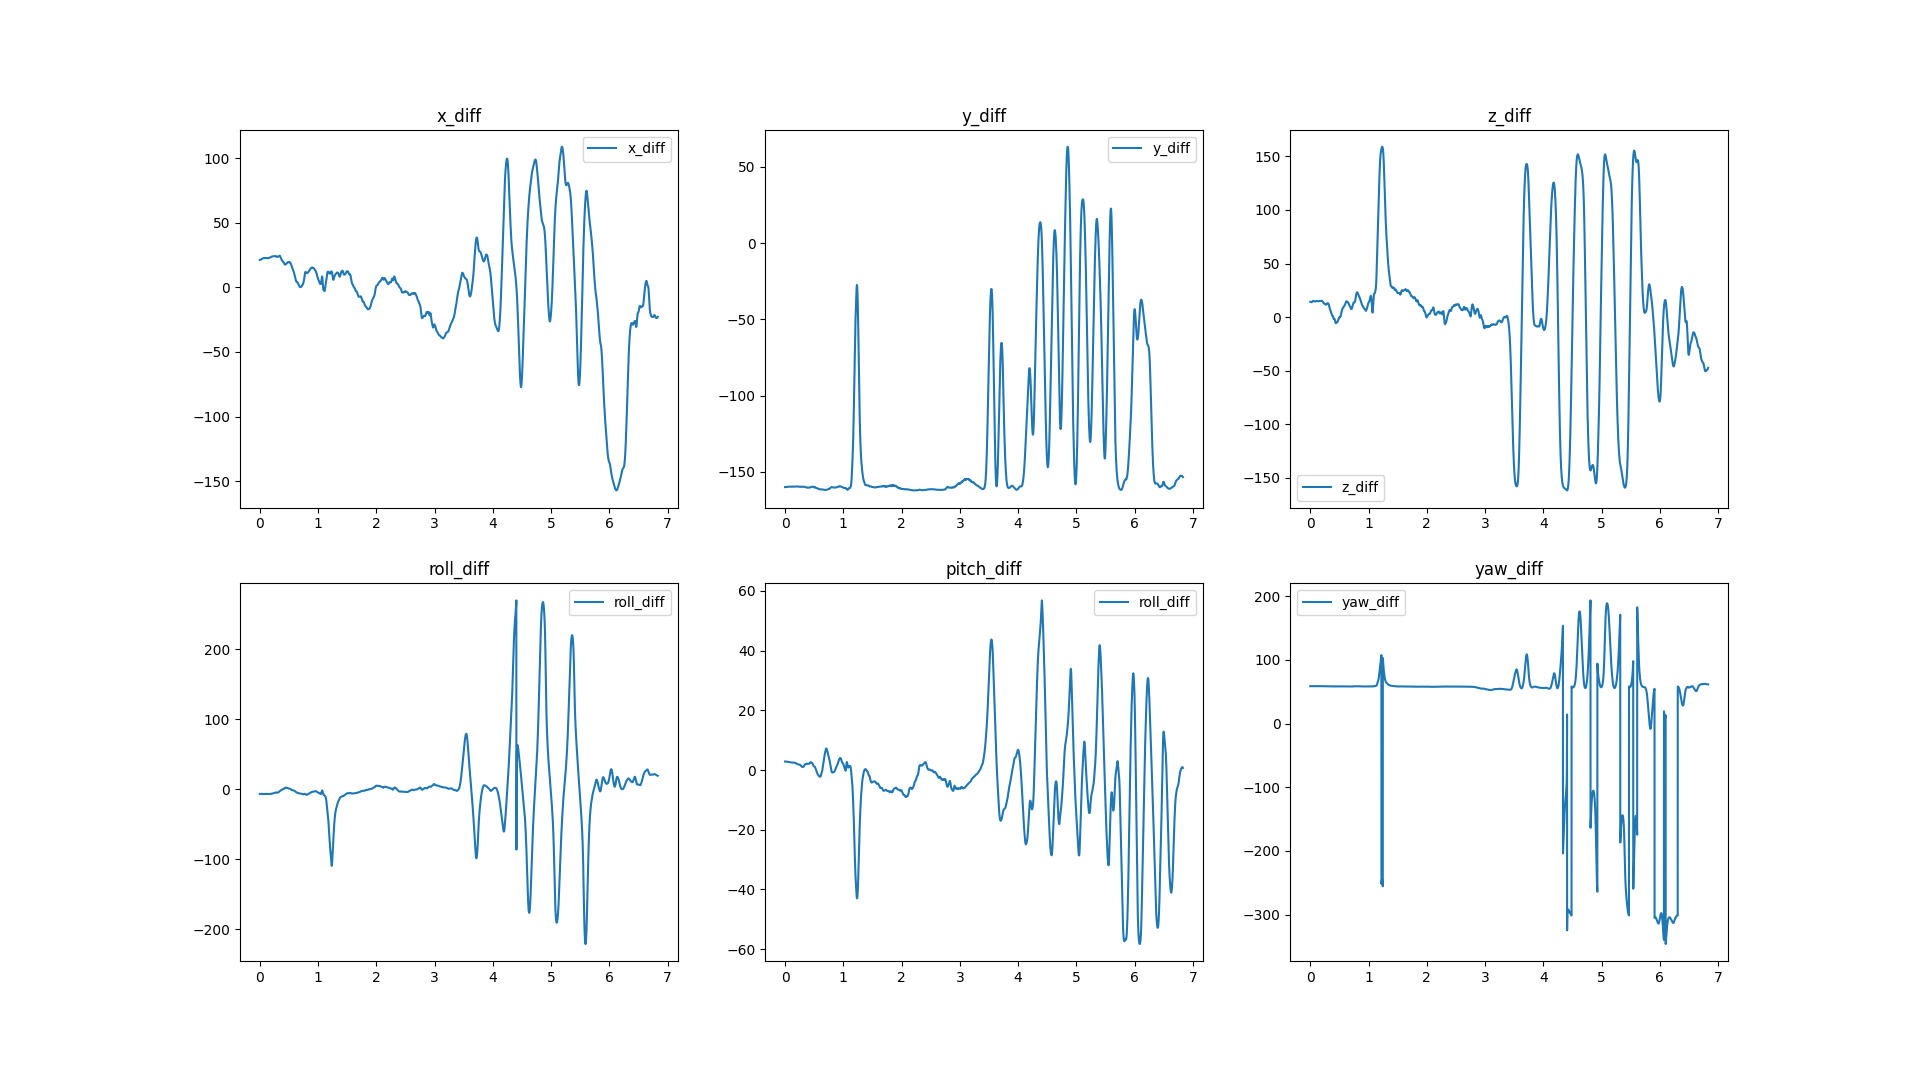 x_diff y_diff z_diff
x_diff
100
50
0
−50
−100
−150
0 1 2 3 4 5 6 7
y_diff
50
0
−50
−100
−150
0 1 2 3 4 5 6 7
150
100
50
0
−50
−100
−150
z_diff
0 1 2 3 4 5 6 7
roll_diff pitch_diff yaw_diff
roll_diff
200
100
0
−100
−200
0 1 2 3 4 5 6 7
roll_diff
60
40
20
0
−20
−40
−60
0 1 2 3 4 5 6 7
yaw_diff
200
100
0
−100
−200
−300
0 1 2 3 4 5 6 7